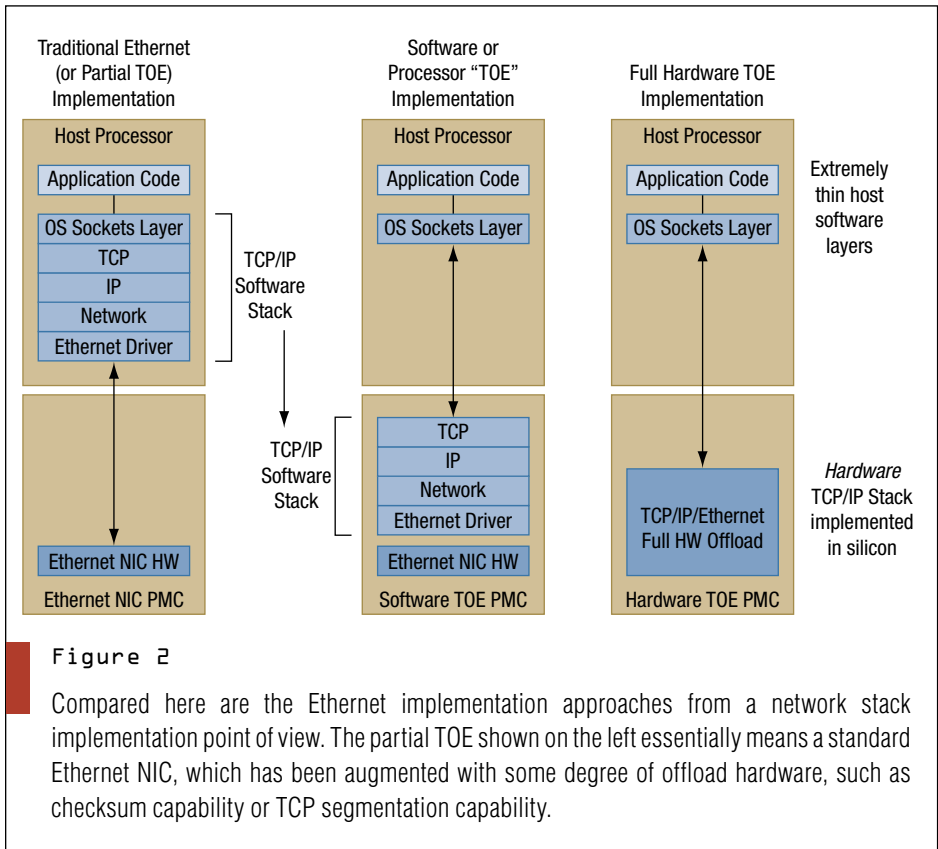 Traditional Ethernet
(or Partial TOE)
Implementation
Software or
Processor “TOE”
Implementation
Full Hardware TOE
Implementation
Host Processor
Application Code
OS Sockets Layer
TCP
IP
Network
Ethernet Driver
TCP/IP
Software
Stack
Ethernet NIC HW
Ethernet NIC PMC
Host Processor
Application Code
OS Sockets Layer
TCP/IP
Software
Stack
TCP
IP
Network
Ethernet Driver
Ethernet NIC HW
Software TOE PMC
Host Processor
Application Code
OS Sockets Layer
Extremely
thin host
software
layers
TCP/IP/Ethernet
Full HW Offload
Hardware TOE PMC
Hardware
TCP/IP Stack
implemented
in silicon
Figure 2
Compared here are the Ethernet implementation approaches from a network stack
implementation point of view. The partial TOE shown on the left essentially means a standard
Ethernet NIC, which has been augmented with some degree of offload hardware, such as
checksum capability or TCP segmentation capability.